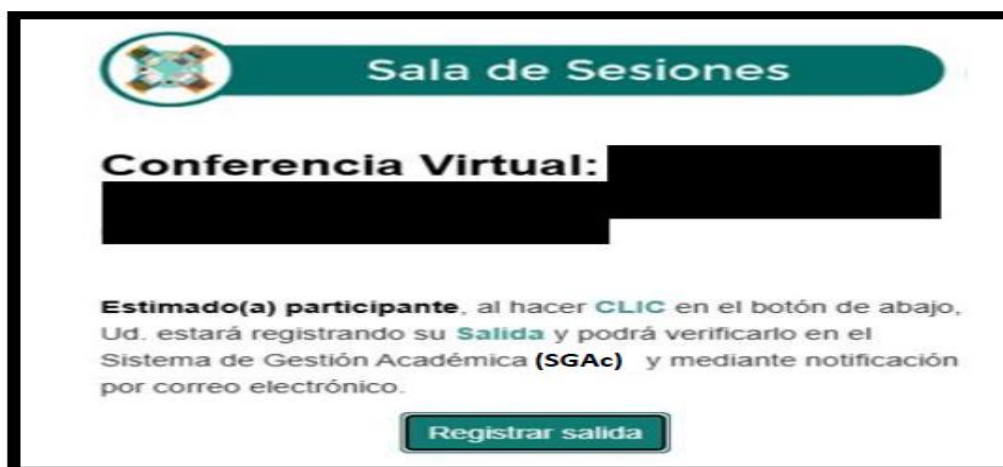 Sala de Sesiones
Conferencia Virtual:
Estimado(a) participante, al hacer CLIC en el botón de abajo,
Ud. estará registrando su Salida y podrá verificarlo en el
Sistema de Gestión Académica (SGAc) y mediante notificación
por correo electrónico.
Registrar salida